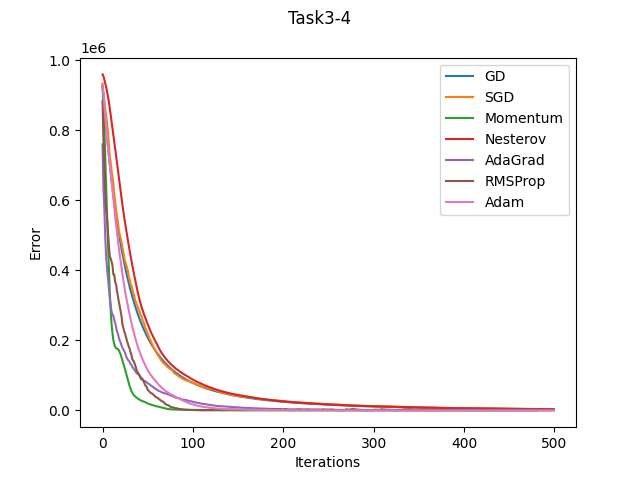 Task3-4
1e6
1.0
0.8
0.6
0.4
0.2
0.0
Error
GD
SGD
Momentum
Nesterov
AdaGrad
RMSProp
Adam
0 100 200 300 400 500
Iterations